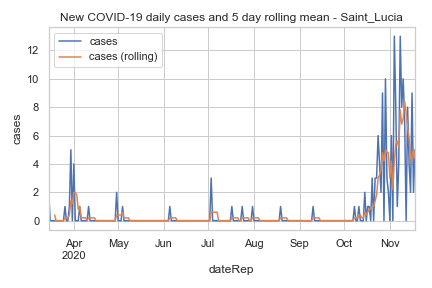 New COVID-19 daily cases and 5 day rolling mean - Saint_Lucia
cases
cases (rolling)
12
10
8
6
4
2
0
cases
Apr May Jun Jul Aug Sep Oct Nov
2020
dateRep